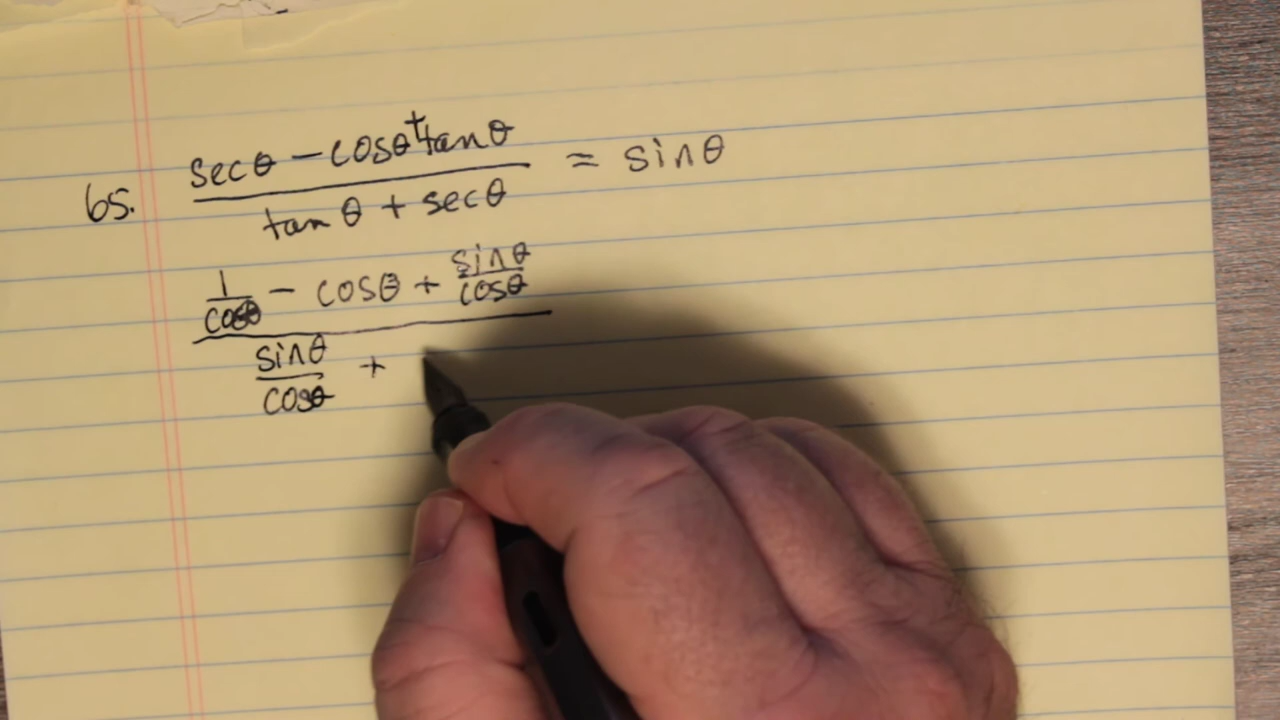 65. secθ - cosθ + tanθ / tanθ + secθ = sinθ
1/cosθ - cosθ + sinθ/cosθ
sinθ/cosθ +